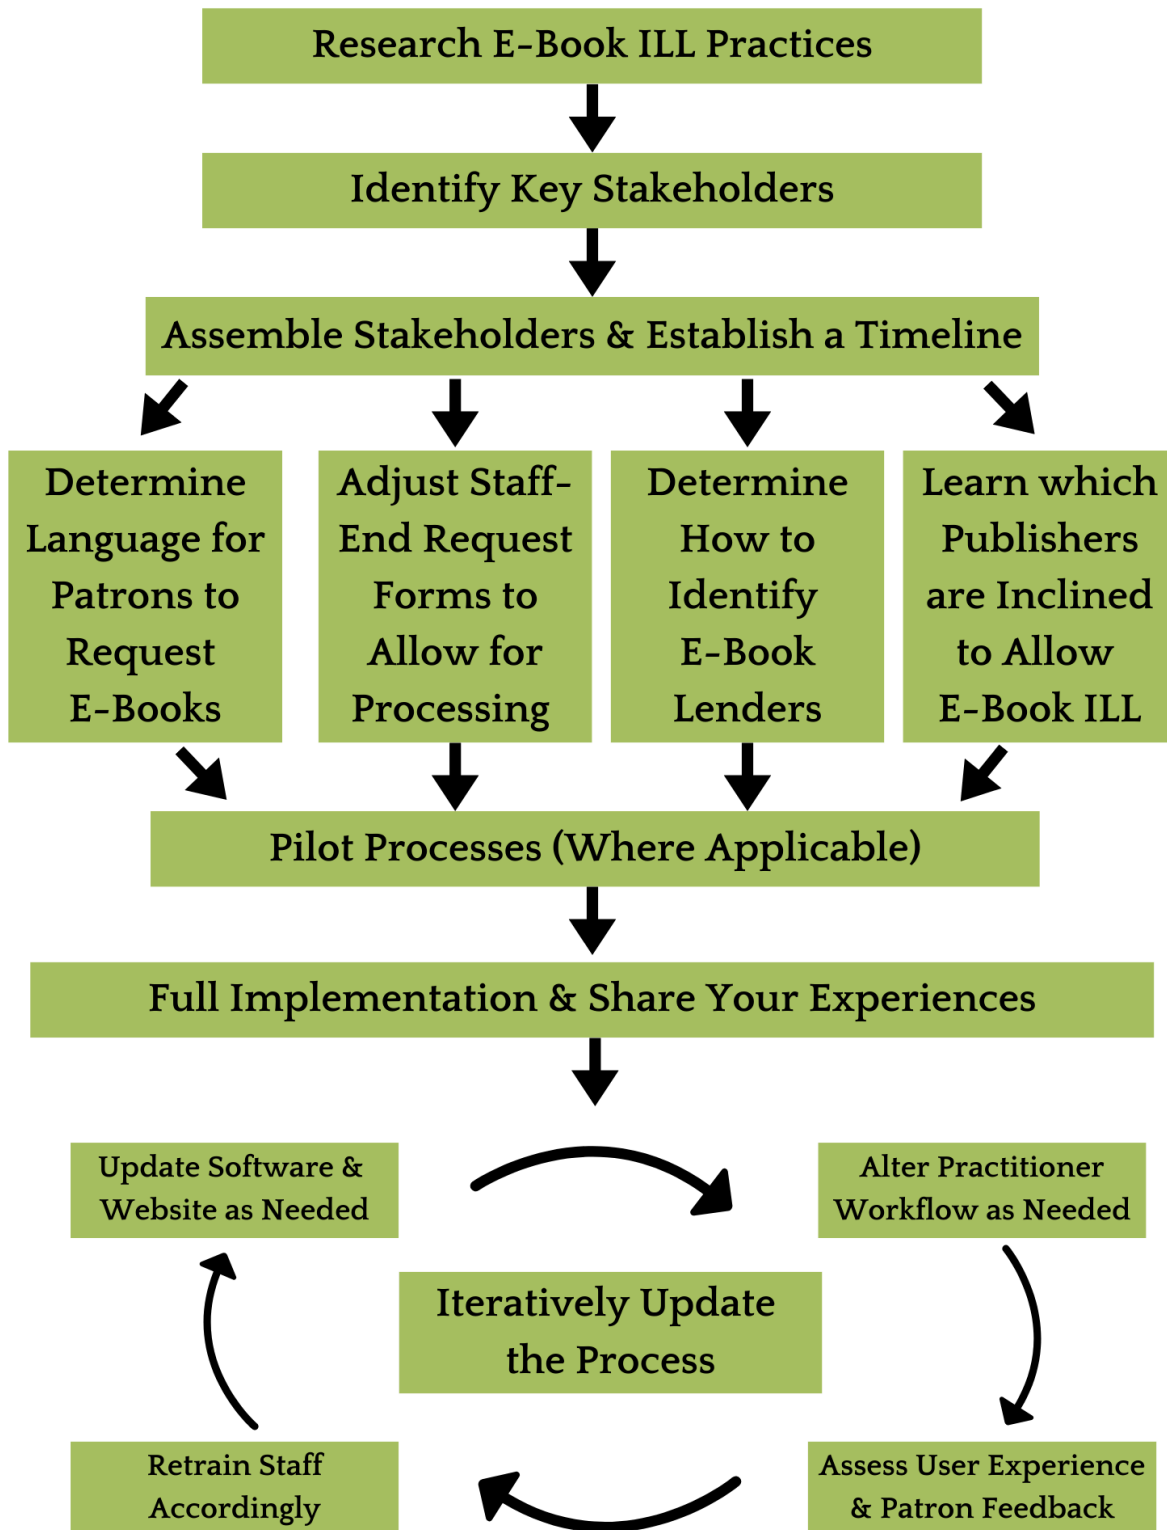 Research E-Book ILL Practices
Identify Key Stakeholders
Assemble Stakeholders & Establish a Timeline
Determine
Language for
Patrons to
Request
E-Books
Adjust Staff-
End Request
Forms to
Allow for
Processing
Determine
How to
Identify
E-Book
Lenders
Learn which
Publishers
are Inclined
to Allow
E-Book ILL
Pilot Processes (Where Applicable)
Full Implementation & Share Your Experiences
Update Software &
Website as Needed
Alter Practitioner
Workflow as Needed
Iteratively Update
the Process
Retrain Staff
Accordingly
Assess User Experience
& Patron Feedback